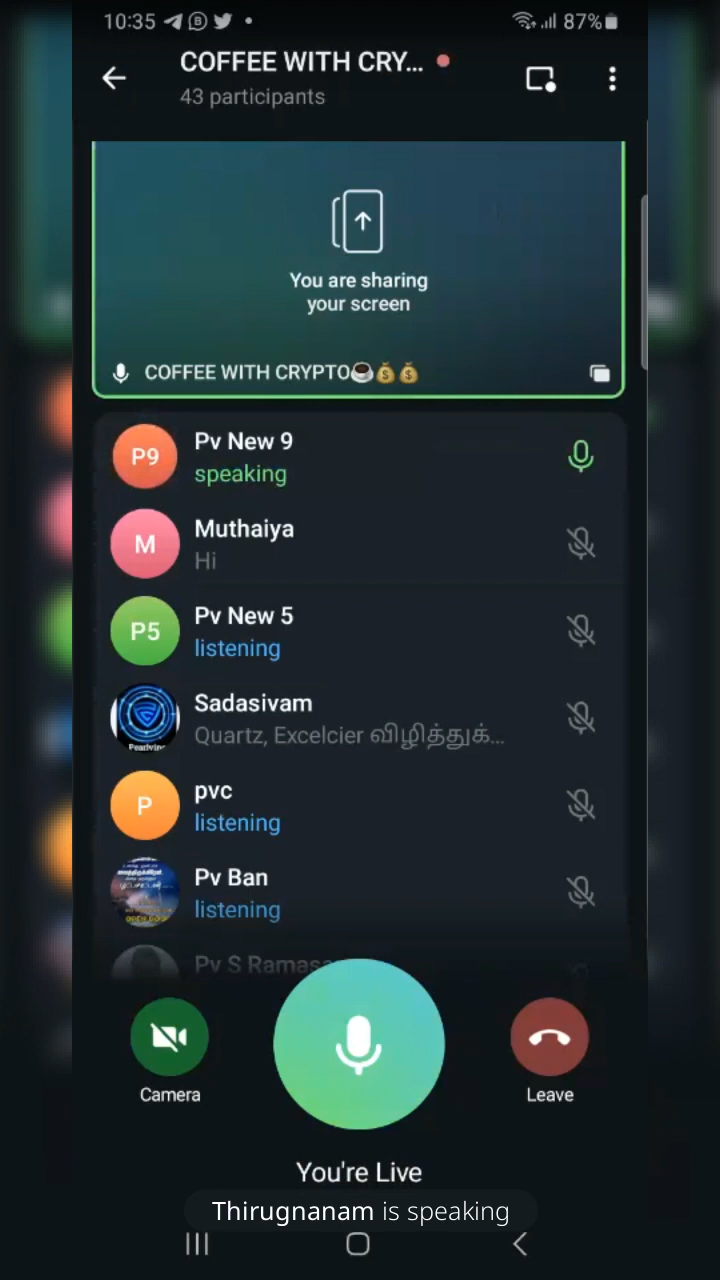 10:35
87%
COFFEE WITH CRY...
43 participants
You are sharing
your screen
COFFEE WITH CRYPTO☕💰💰
P9
Pv New 9
speaking
M
Muthaiya
Hi
P5
Pv New 5
listening
Sadasivam
Quartz, Excelcier விழித்துக்...
P
pvc
listening
Pv Ban
listening
Pv S Ramasa
Camera
Leave
You're Live
Thirugnanam is speaking